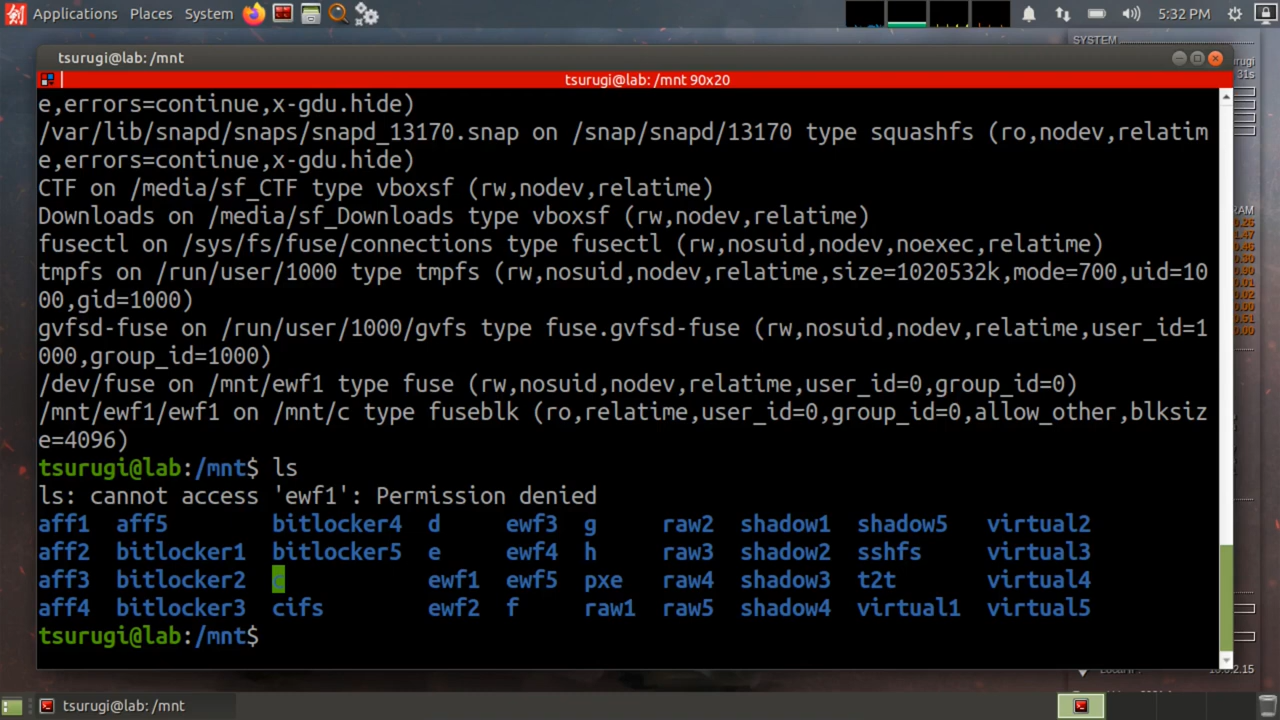 Applications Places System 5:32 PM
SYSTEM
tsurugi@lab: /mnt
tsurugi@lab: /mnt 90x20
e,errors=continue,x-gdu.hide)
/var/lib/snapd/snaps/snapd_13170.snap on /snap/snapd/13170 type squashfs (ro,nodev,relatim
e,errors=continue,x-gdu.hide)
CTF on /media/sf_CTF type vboxsf (rw,nodev,relatime)
Downloads on /media/sf_Downloads type vboxsf (rw,nodev,relatime)
fusectl on /sys/fs/fuse/connections type fusectl (rw,nosuid,nodev,noexec,relatime)
tmpfs on /run/user/1000 type tmpfs (rw,nosuid,nodev,relatime,size=1020532k,mode=700,uid=10
00,gid=1000)
gvfsd-fuse on /run/user/1000/gvfs type fuse.gvfsd-fuse (rw,nosuid,nodev,relatime,user_id=1
000,group_id=1000)
/dev/fuse on /mnt/ewf1 type fuse (rw,nosuid,nodev,relatime,user_id=0,group_id=0)
/mnt/ewf1/ewf1 on /mnt/c type fuseblk (ro,relatime,user_id=0,group_id=0,allow_other,blksiz
e=4096)
tsurugi@lab:/mnt$ ls
ls: cannot access 'ewf1': Permission denied
aff1 aff5 bitlocker4 d ewf3 g raw2 shadow1 shadow5 virtual2
aff2 bitlocker1 bitlocker5 e ewf4 h raw3 shadow2 sshfs virtual3
aff3 bitlocker2 c ewf1 ewf5 pxe raw4 shadow3 t2t virtual4
aff4 bitlocker3 cifs ewf2 f raw1 raw5 shadow4 virtual1 virtual5
tsurugi@lab:/mnt$
tsurugi@lab: /mnt